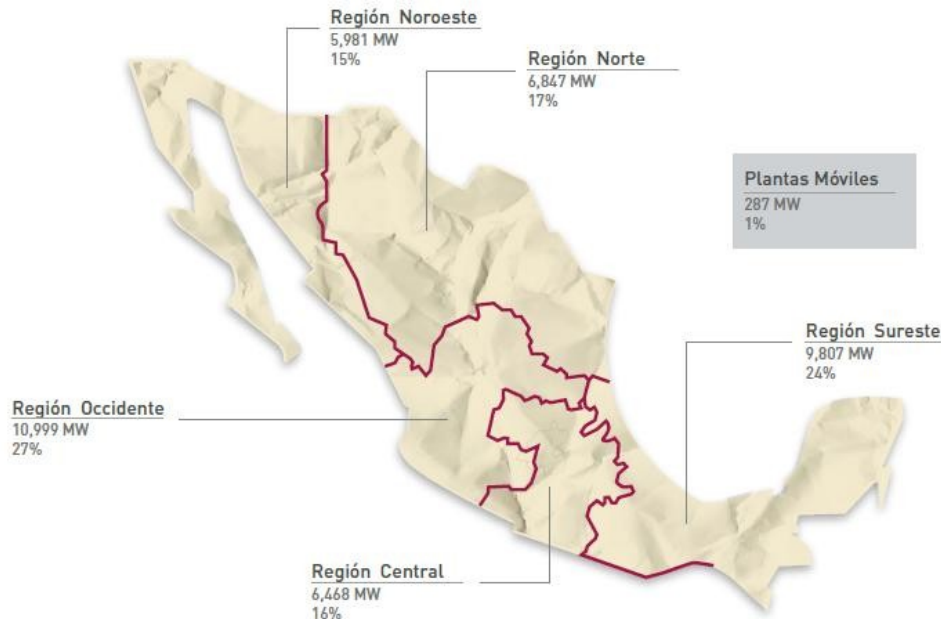 Región Noroeste
5,981 MW
15%
Región Norte
6,847 MW
17%
Plantas Móviles
287 MW
1%
Región Sureste
9,807 MW
24%
Región Occidente
10,999 MW
27%
Región Central
6,468 MW
16%